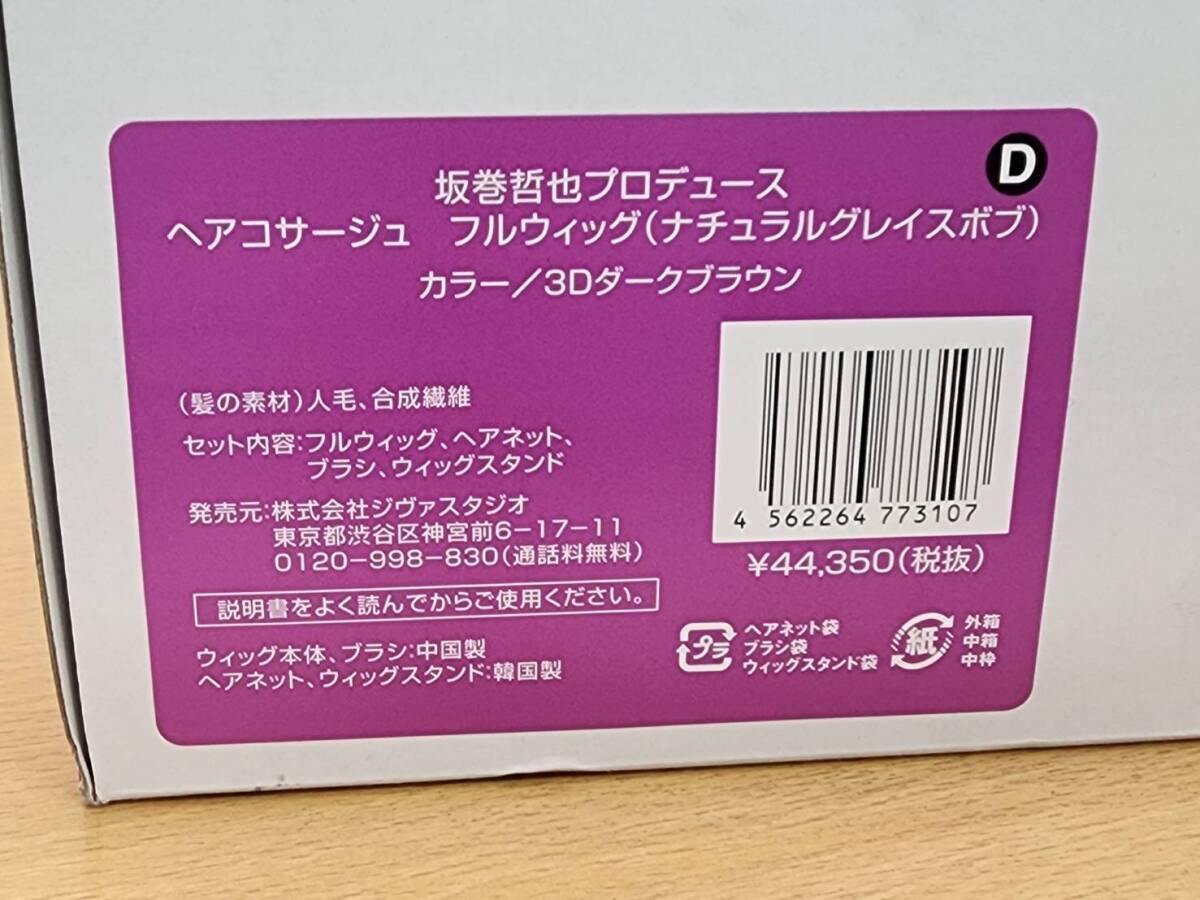 D
坂巻哲也プロデュース
ヘアコサージュ　フルウィッグ(ナチュラルグレイスボブ)
カラー/3Dダークブラウン
(髪の素材)人毛、合成繊維
セット内容:フルウィッグ、ヘアネット、
ブラシ、ウィッグスタンド
発売元:株式会社ジヴァスタジオ
東京都渋谷区神宮前6-17-11
0120-998-830(通話料無料)
説明書をよく読んでからご使用ください。
ウィッグ本体、ブラシ:中国製
ヘアネット、ウィッグスタンド:韓国製
4 562264 773107
¥44,350(税抜)
プラ
ヘアネット袋
ブラシ袋
ウィッグスタンド袋
紙
外箱
中箱
中枠